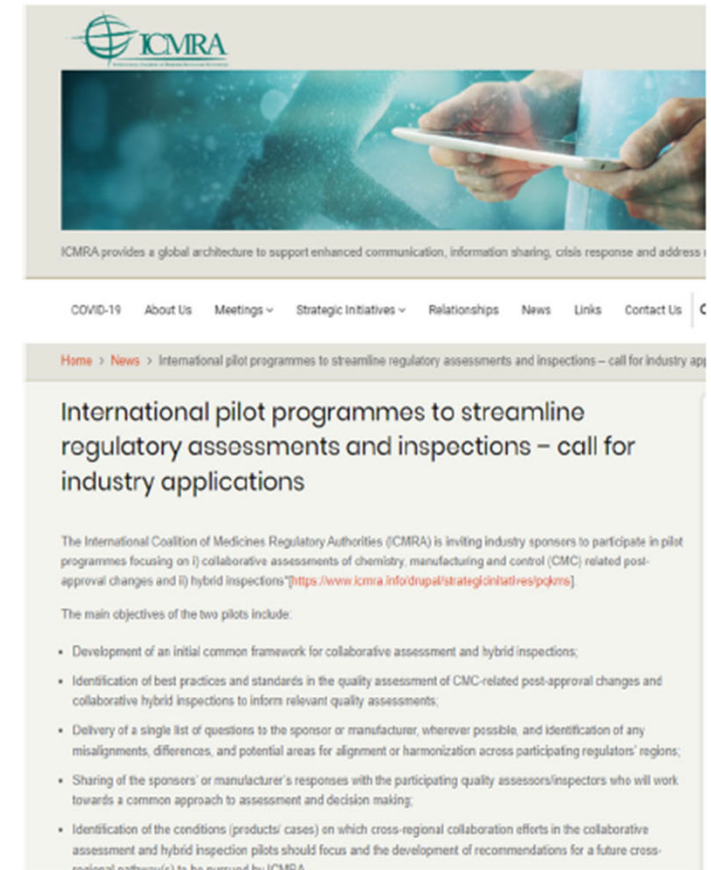 ICMRA
ICMRA provides a global architecture to support enhanced communication, information sharing, crisis response and address
COVID-19 About Us Meetings Strategic Initiatives Relationships News Links Contact Us
Home > News > International pilot programmes to streamline regulatory assessments and inspections – call for industry app
International pilot programmes to streamline
regulatory assessments and inspections – call for
industry applications
The International Coalition of Medicines Regulatory Authorities (ICMRA) is inviting industry sponsors to participate in pilot
programmes focusing on i) collaborative assessments of chemistry, manufacturing and control (CMC) related post-
approval changes and ii) hybrid inspections"[https://www.icmra.info/drupal/strategicinitatives/pqkms].
The main objectives of the two pilots include:
• Development of an initial common framework for collaborative assessment and hybrid inspections;
• Identification of best practices and standards in the quality assessment of CMC-related post-approval changes and
collaborative hybrid inspections to inform relevant quality assessments;
• Delivery of a single list of questions to the sponsor or manufacturer, wherever possible, and identification of any
misalignments, differences, and potential areas for alignment or harmonization across participating regulators' regions;
• Sharing of the sponsors' or manufacturer's responses with the participating quality assessors/inspectors who will work
towards a common approach to assessment and decision making;
• Identification of the conditions (products/ cases) on which cross-regional collaboration efforts in the collaborative
assessment and hybrid inspection pilots should focus and the development of recommendations for a future cross-
regional pathway(s) to be pursued by ICMRA